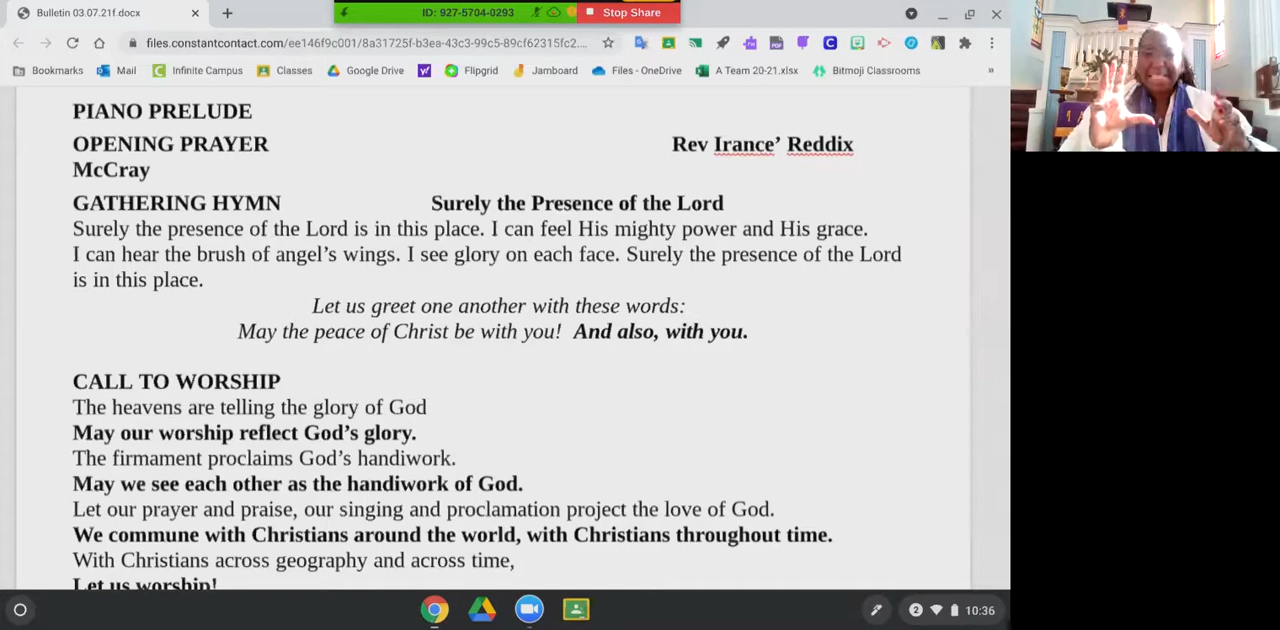 Bulletin 03.07.21f.docx
ID: 927-5704-0293
Stop Share
files.constantcontact.com/ee146f9c001/8a31725f-b3ea-43c3-99c5-89cf62315fc2...
Bookmarks Mail Infinite Campus Classes Google Drive Flipgrid Jamboard Files - OneDrive A Team 20-21.xlsx Bitmoji Classrooms »
PIANO PRELUDE
OPENING PRAYER Rev Irance’ Reddix
McCray
GATHERING HYMN Surely the Presence of the Lord
Surely the presence of the Lord is in this place. I can feel His mighty power and His grace.
I can hear the brush of angel’s wings. I see glory on each face. Surely the presence of the Lord
is in this place.
Let us greet one another with these words:
May the peace of Christ be with you! And also, with you.
CALL TO WORSHIP
The heavens are telling the glory of God
May our worship reflect God’s glory.
The firmament proclaims God’s handiwork.
May we see each other as the handiwork of God.
Let our prayer and praise, our singing and proclamation project the love of God.
We commune with Christians around the world, with Christians throughout time.
With Christians across geography and across time,
Let us worship!
2 10:36